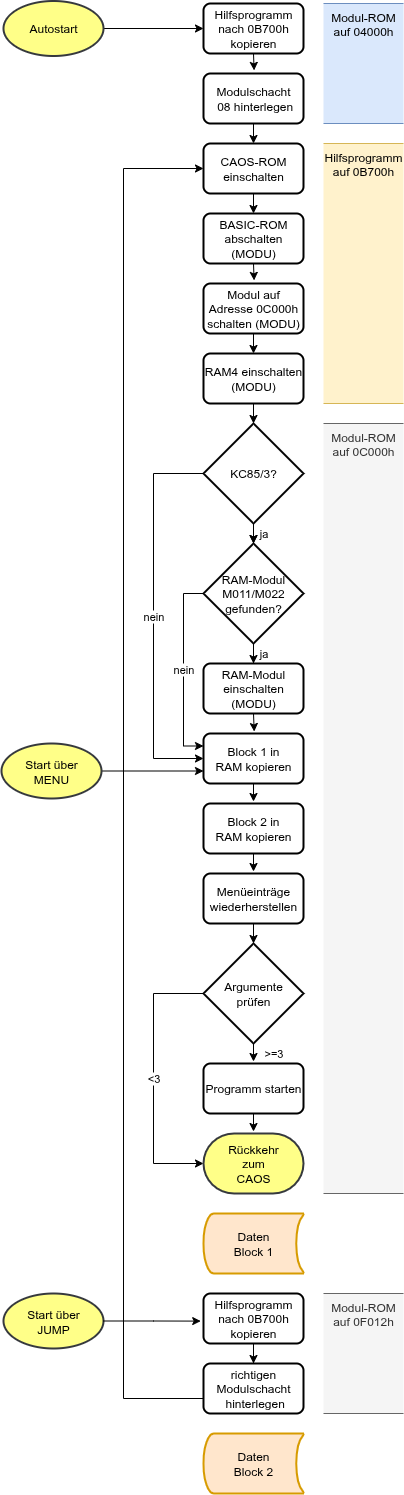 Autostart
Hilfsprogramm
nach 0B700h
kopieren
Modul-ROM
auf 04000h
Modulschacht
08 hinterlegen
CAOS-ROM
einschalten
Hilfsprogramm
auf 0B700h
BASIC-ROM
abschalten
(MODU)
Modul auf
Adresse 0C000h
schalten (MODU)
RAM4 einschalten
(MODU)
Modul-ROM
auf 0C000h
KC85/3?
ja
RAM-Modul
M011/M022
gefunden?
nein
ja
nein
RAM-Modul
einschalten
(MODU)
Start über
MENU
Block 1 in
RAM kopieren
Block 2 in
RAM kopieren
Menüeinträge
wiederherstellen
Argumente
prüfen
>=3
<3
Programm starten
Rückkehr
zum
CAOS
Daten
Block 1
Start über
JUMP
Hilfsprogramm
nach 0B700h
kopieren
Modul-ROM
auf 0F012h
richtigen
Modulschacht
hinterlegen
Daten
Block 2